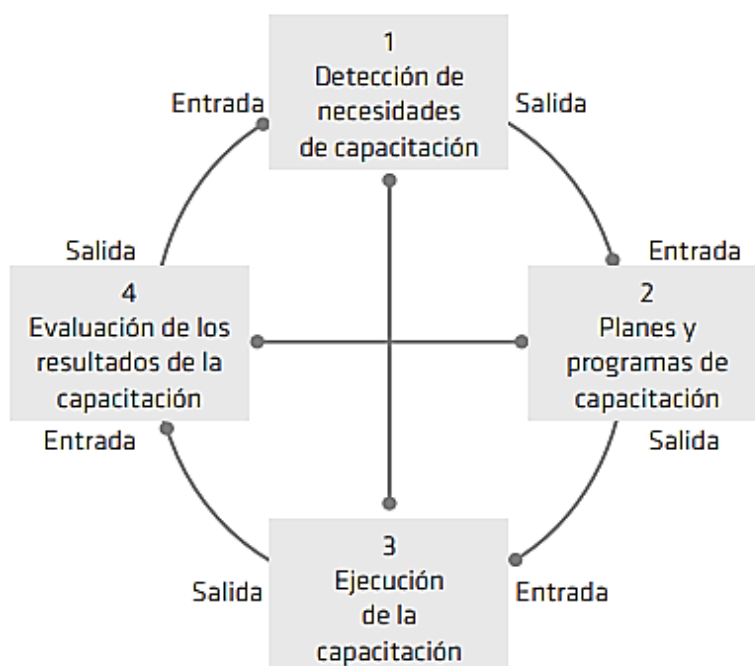 1
Detección de
necesidades
de capacitación
Entrada
Salida
Salida
Entrada
4
Evaluación de los
resultados de la
capacitación
Entrada
2
Planes y
programas de
capacitación
Salida
3
Ejecución
de la
capacitación
Salida
Entrada